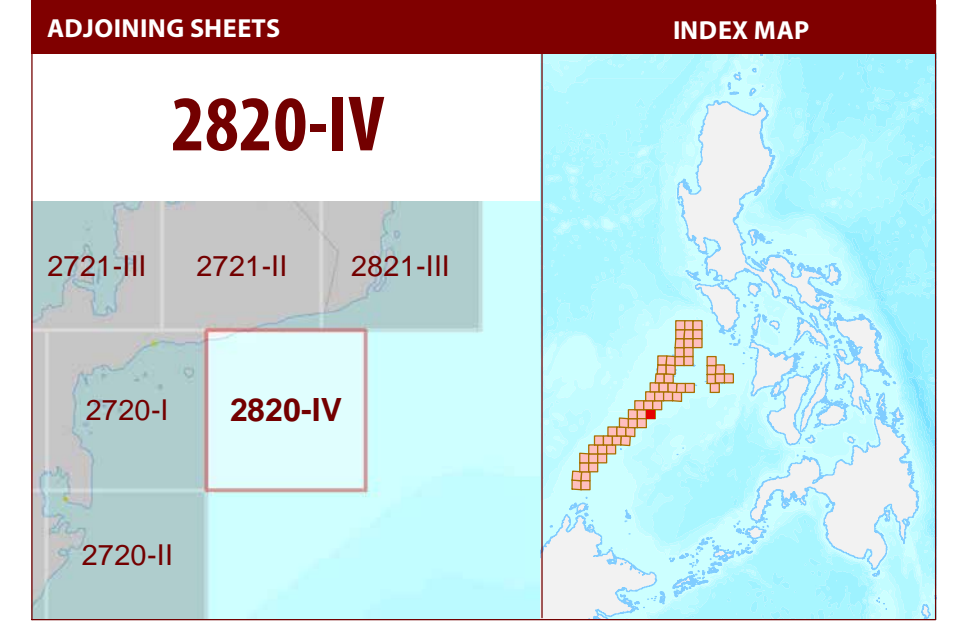 ADJOINING SHEETS
INDEX MAP
2820-IV
2721-III
2721-II
2821-III
2720-I
2820-IV
2720-II